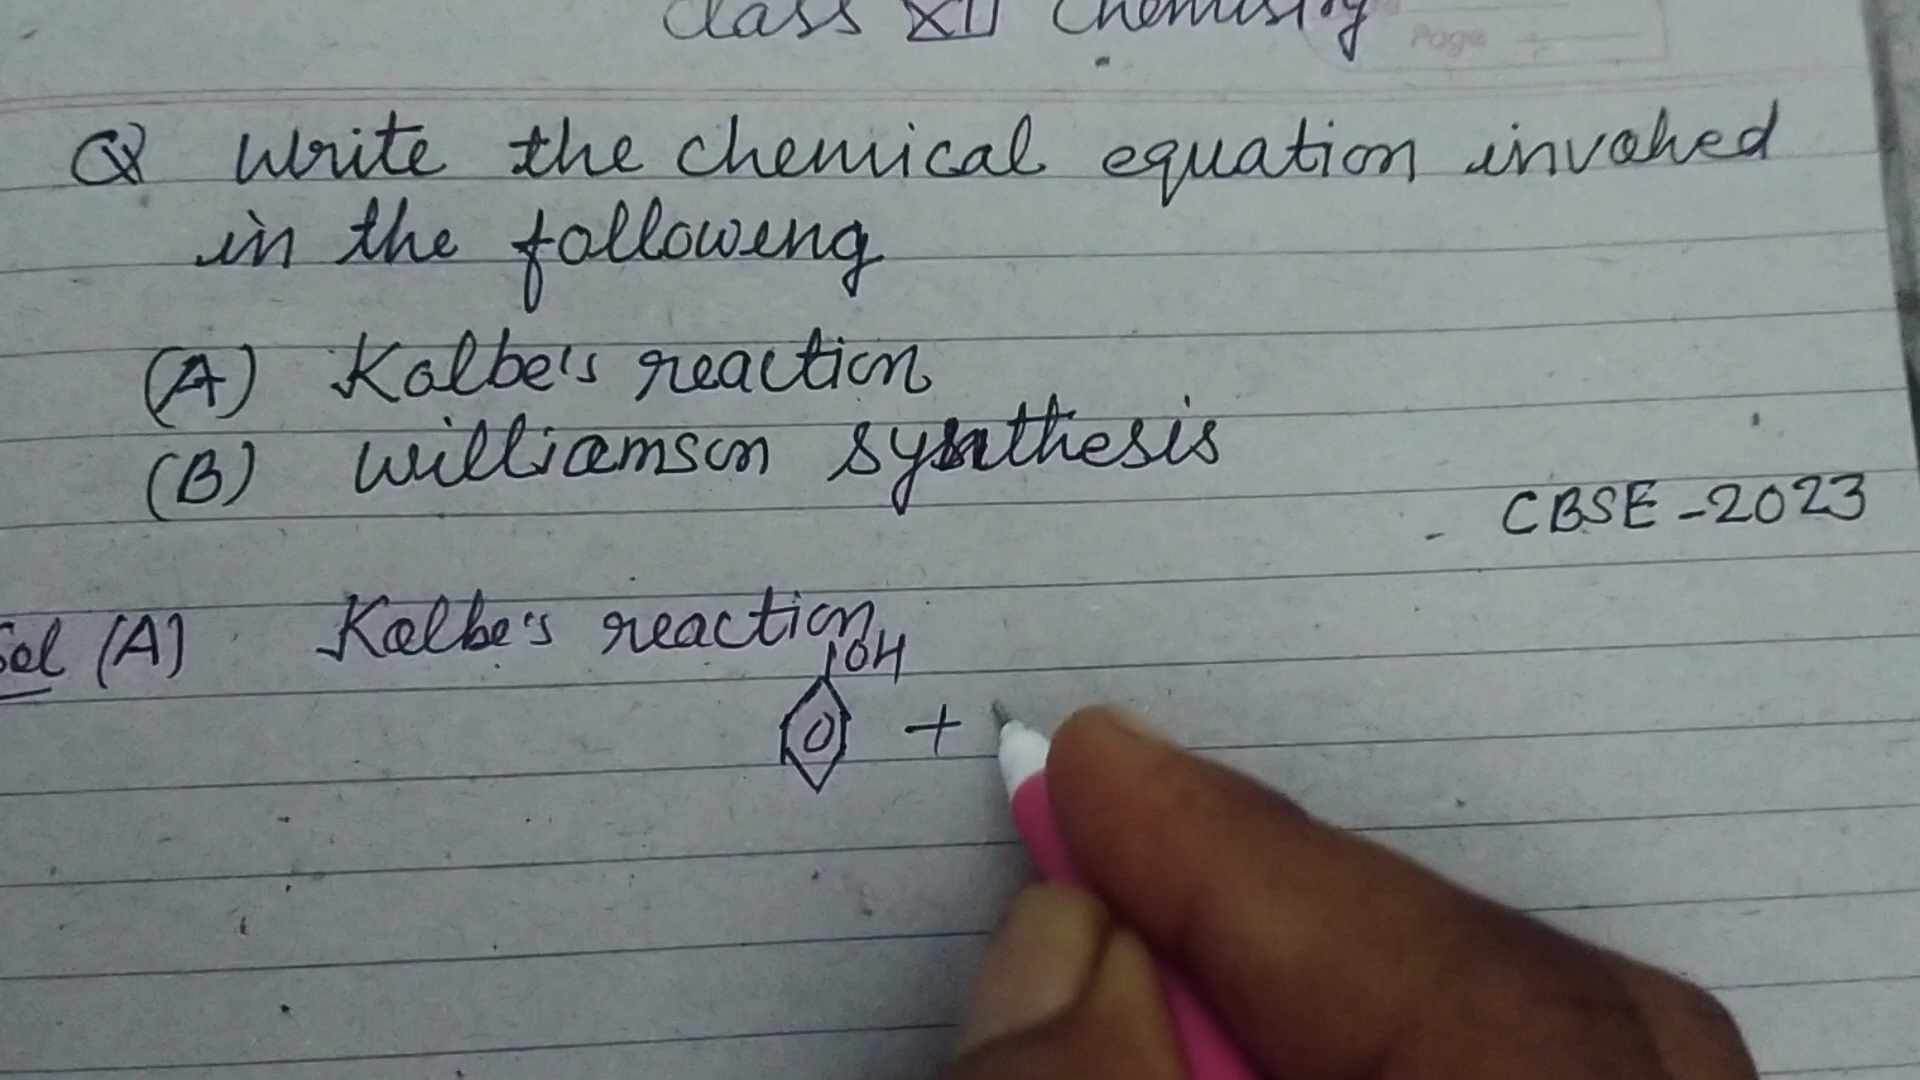 Class XII Chemistry
Page
Q Write the chemical equation involved
in the following
(A) Kolbe's reaction
(B) Williamson synthesis
CBSE - 2023
Sol (A) Kolbe's reaction
OH
+